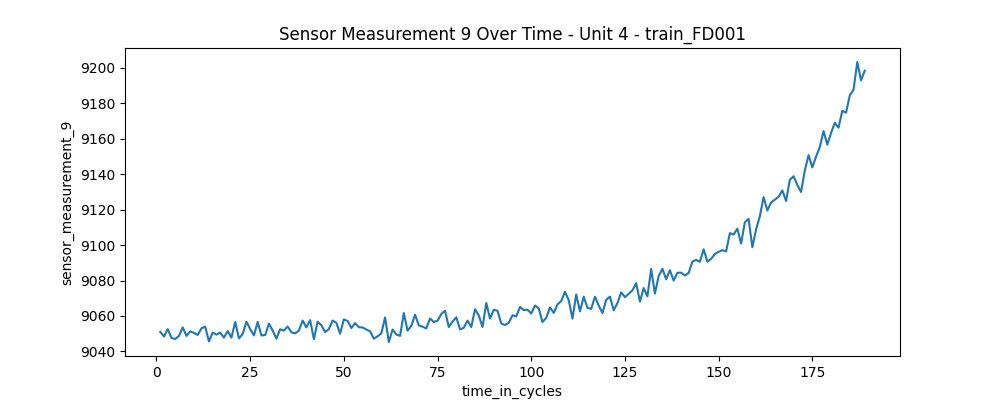 Sensor Measurement 9 Over Time - Unit 4 - train_FD001
9200
9180
9160
9140
9120
9100
9080
9060
9040
sensor_measurement_9
0 25 50 75 100 125 150 175
time_in_cycles